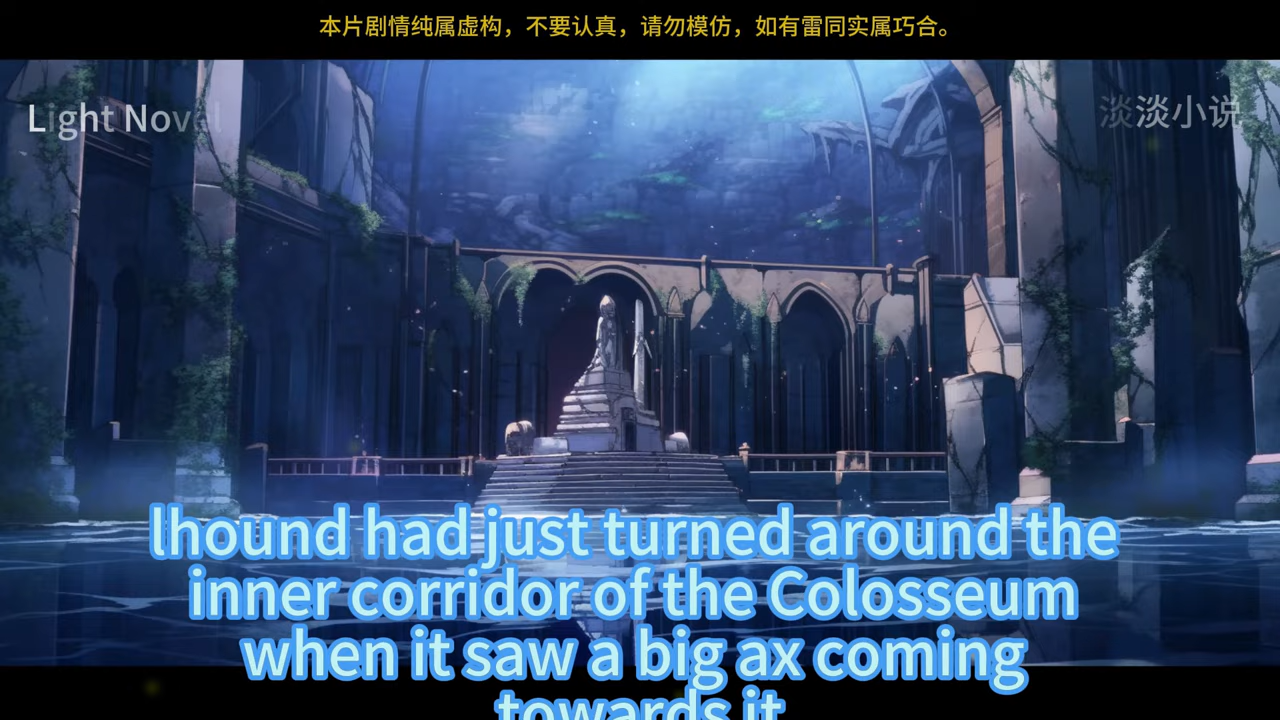 本片剧情纯属虚构，不要认真，请勿模仿，如有雷同实属巧合。
Light Novel
淡淡小说
lhound had just turned around the
inner corridor of the Colosseum
when it saw a big ax coming
towards it